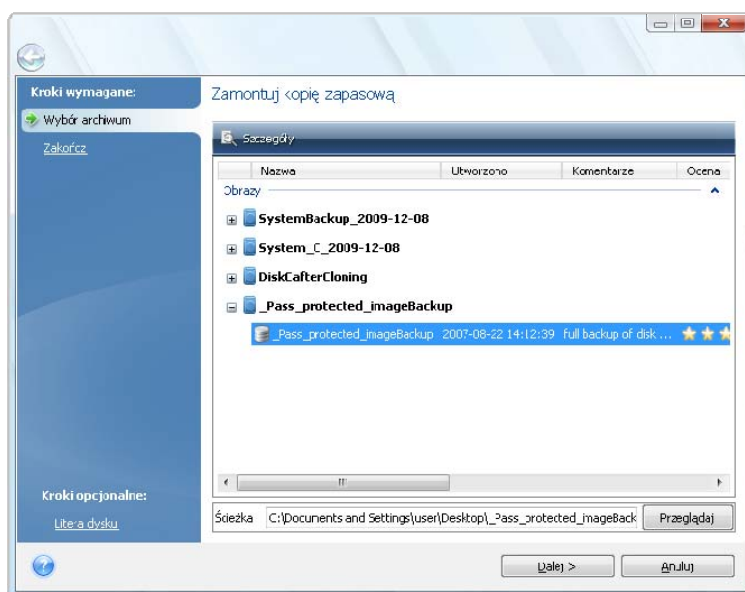 Kroki wymagane:
Wybór archiwum
Zakończ
Zamontuj kopię zapasową
Szczegóły
Nazwa Utworzono Komentarze Ocena
Obrazy
SystemBackup_2009-12-08
System_C_2009-12-08
DiskCafterCloning
_Pass_protected_imageBackup
_Pass_protected_imageBackup 2007-08-22 14:12:39 full backup of disk ...
Kroki opcjonalne:
Litera dysku
Ścieżka C:\Documents and Settings\user\Desktop\_Pass_protected_imageBack Przeglądaj
Dalej > Anuluj